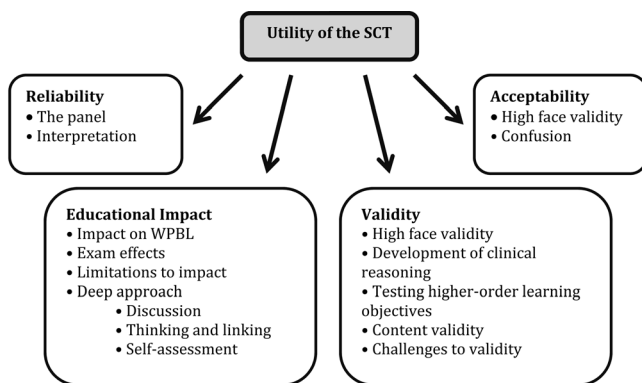 Utility of the SCT
Reliability
• The panel
• Interpretation
Acceptability
• High face validity
• Confusion
Educational Impact
• Impact on WPBL
• Exam effects
• Limitations to impact
• Deep approach
• Discussion
• Thinking and linking
• Self-assessment
Validity
• High face validity
• Development of clinical
reasoning
• Testing higher-order learning
objectives
• Content validity
• Challenges to validity